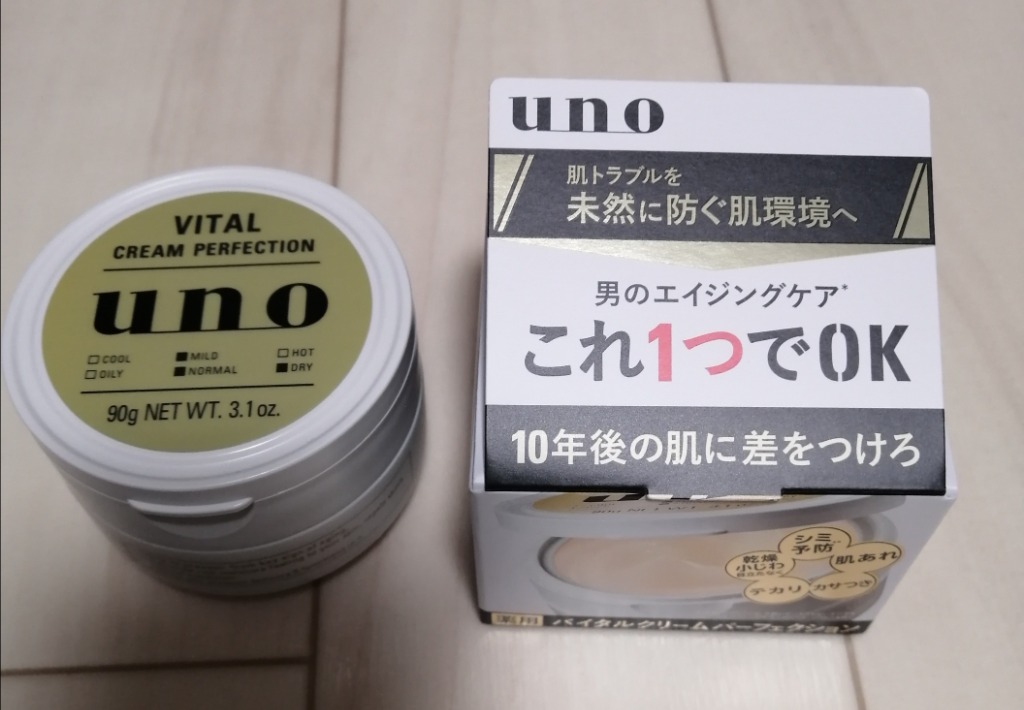 VITAL
CREAM PERFECTION
uno
COOL MILD HOT
OILY NORMAL DRY
90g NET WT. 3.1 oz.
uno
肌トラブルを
未然に防ぐ肌環境へ
男のエイジングケア*
これ1つでOK
10年後の肌に差をつけろ
シミ
予防
乾燥
小じわ
肌あれ
テカリ
カサつき
薬用 バイタルクリームパーフェクション